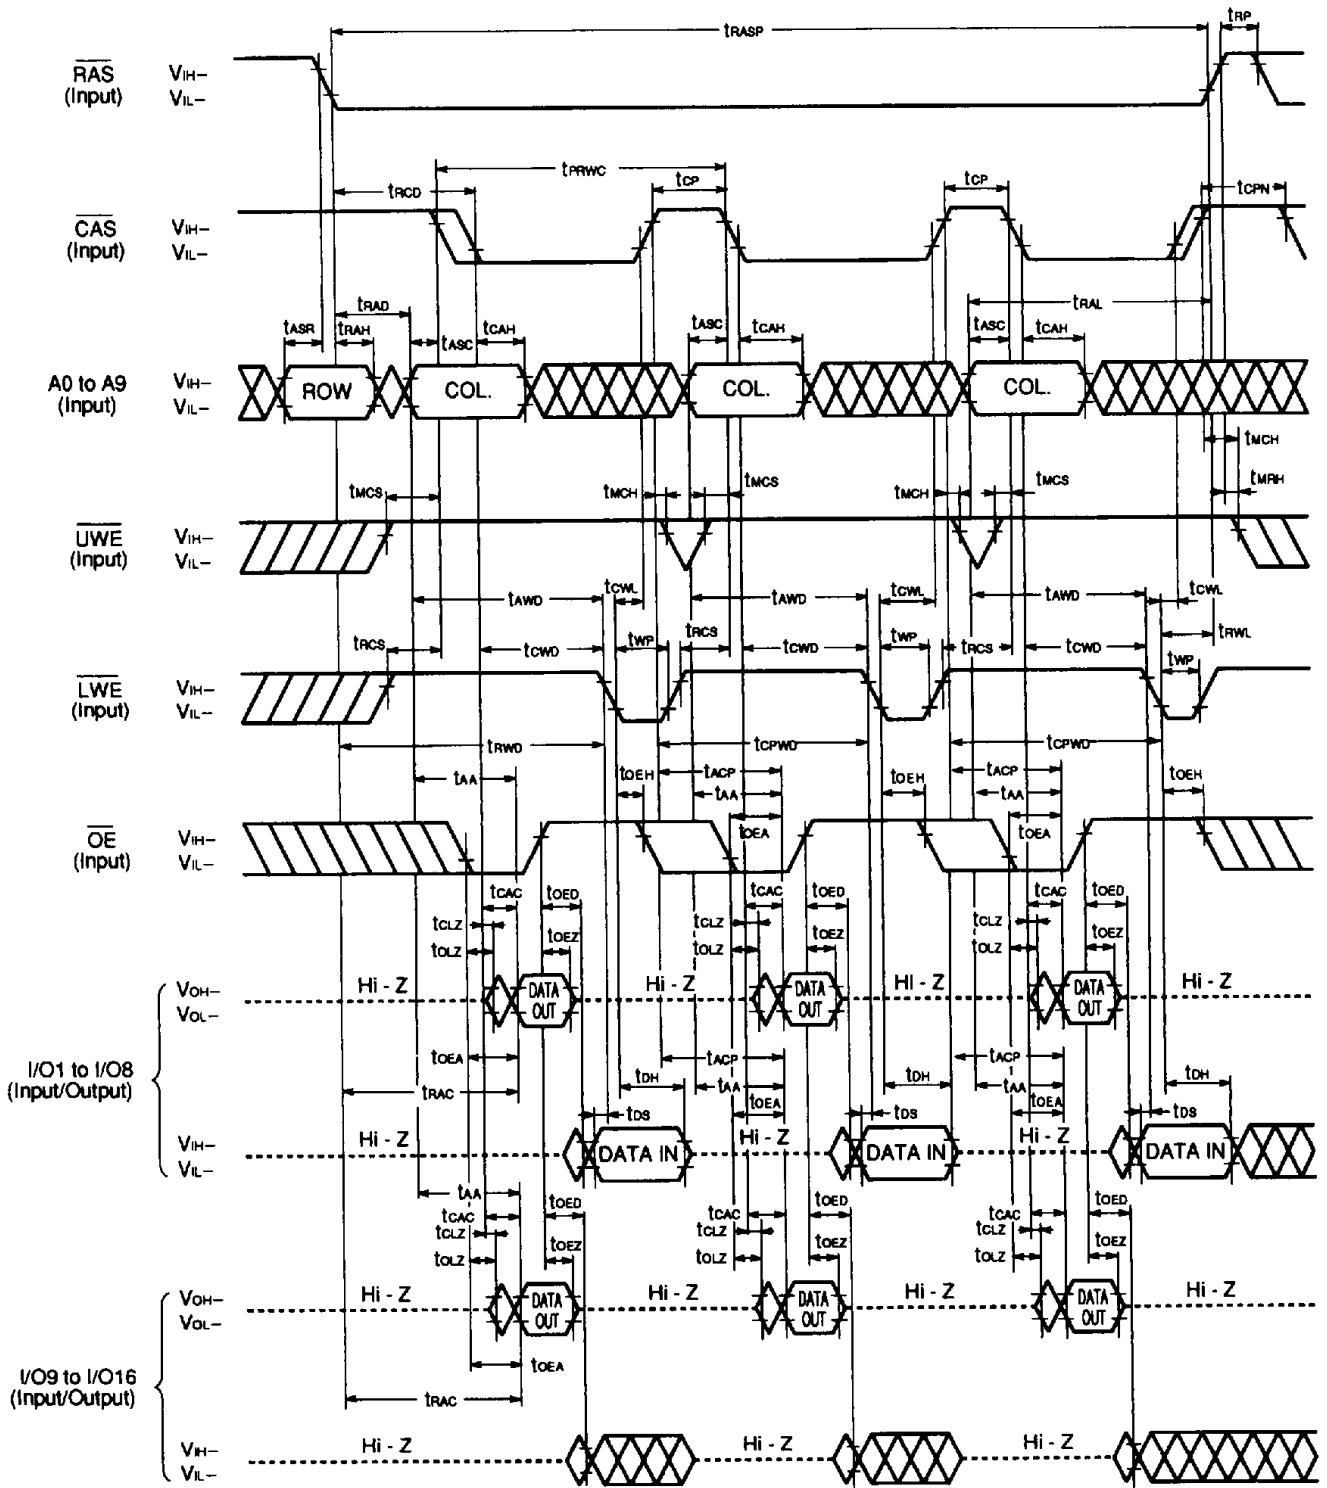 tRASP tRP
RAS VIH–
(Input) VIL–
tPRWC
tRCD tCP tCP tCPN
CAS VIH–
(Input) VIL–
tRAD tRAL
tASR tRAH tASC tCAH tASC tCAH tASC tCAH
A0 to A9 VIH– ROW COL. COL. COL.
(Input) VIL–
tMCH
tMCS tMCH tMCS tMCH tMCS tMRH
UWE VIH–
(Input) VIL–
tAWD tCWL tAWD tCWL tAWD tCWL
tRCS tCWD tWP tRCS tCWD tWP tRCS tCWD tWP tRWL
LWE VIH–
(Input) VIL–
tRWD tCPWD tCPWD
tAA tOEH tACP tOEH tACP tOEH
tAA tAA
tOEA tOEA
OE VIH–
(Input) VIL–
tCAC tOED tCAC tOED tCAC tOED
tCLZ tOEZ tCLZ tOEZ tCLZ tOEZ
tOLZ tOLZ tOLZ
VOH– Hi - Z DATA OUT Hi - Z DATA OUT Hi - Z DATA OUT Hi - Z
VOL–
I/O1 to I/O8
(Input/Output)
tOEA tACP tACP
tRAC tDH tAA tDH tAA tDH
tDS tOEA tDS tOEA tDS
VIH– Hi - Z DATA IN Hi - Z DATA IN Hi - Z DATA IN
VIL–
tAA tOED tOED tOED
tCAC tCAC tCAC
tCLZ tOEZ tCLZ tOEZ tCLZ tOEZ
tOLZ tOLZ tOLZ
VOH– Hi - Z DATA OUT Hi - Z DATA OUT Hi - Z DATA OUT Hi - Z
VOL–
I/O9 to I/O16
(Input/Output)
tOEA
tRAC
VIH– Hi - Z Hi - Z Hi - Z
VIL–